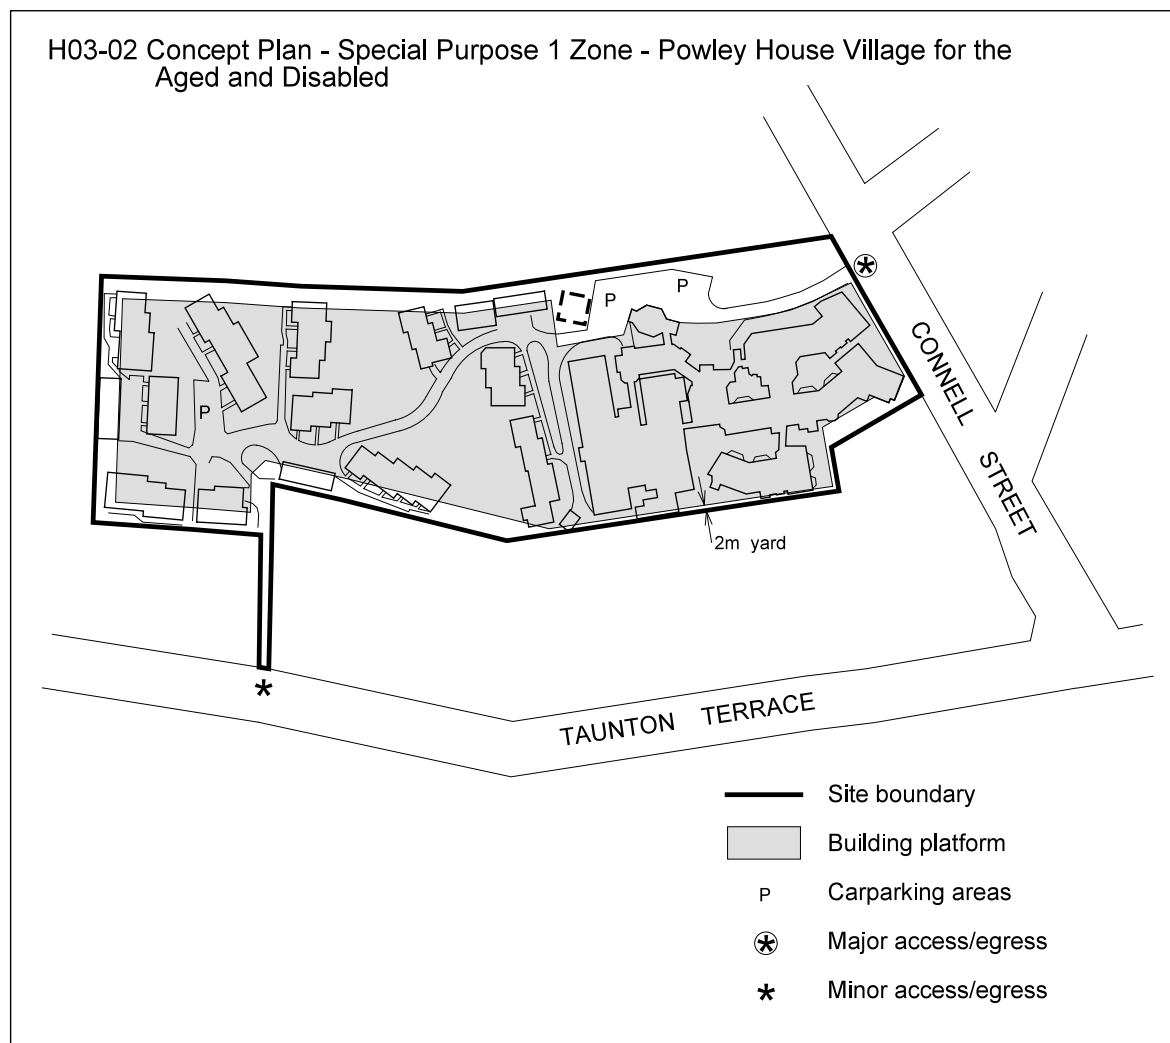 H03-02 Concept Plan - Special Purpose 1 Zone - Powley House Village for the
Aged and Disabled
P
P
P
CONNELL STREET
2m yard
TAUNTON TERRACE
Site boundary
Building platform
P Carparking areas
Major access/egress
Minor access/egress